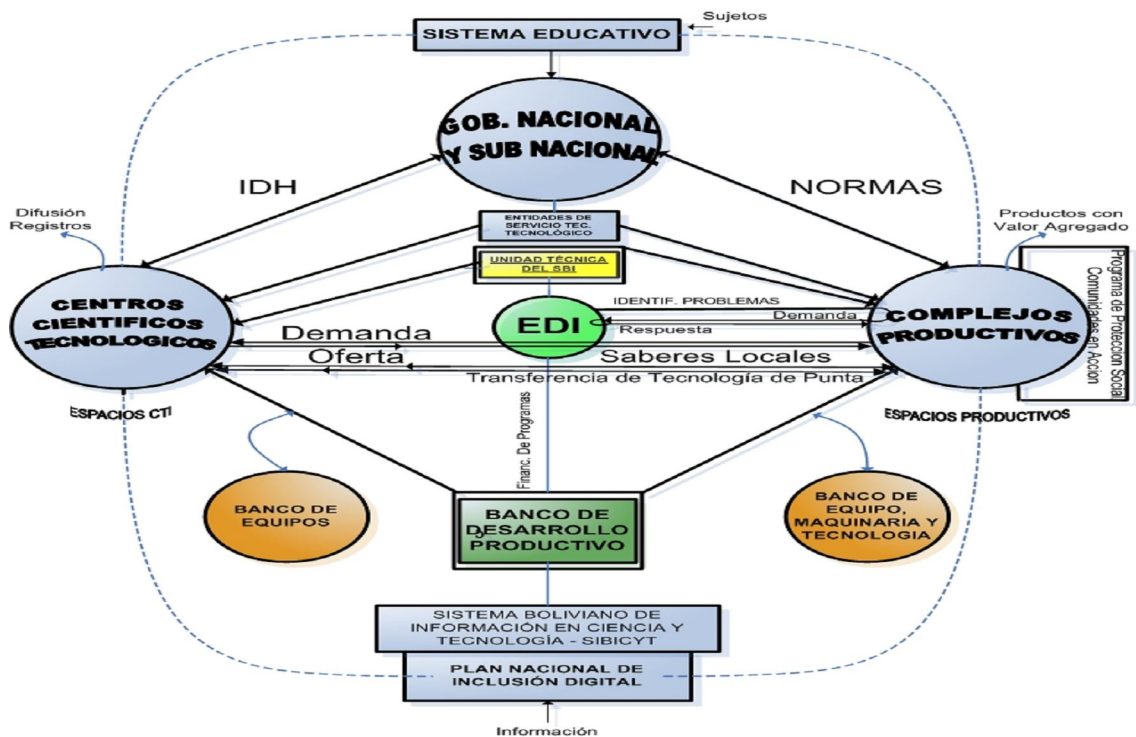 Sujetos
SISTEMA EDUCATIVO
GOB. NACIONAL
Y SUB NACIONAL
IDH
NORMAS
Difusión
Registros
ENTIDADES DE
SERVICIO TEC.
TECNOLÓGICO
Productos con
Valor Agregado
UNIDAD TÉCNICA
DEL SBI
Programa de Proteccion Social
Comunidades en Accion
CENTROS
CIENTIFICOS
TECNOLOGICOS
EDI
IDENTIF. PROBLEMAS
Demanda
Respuesta
COMPLEJOS
PRODUCTIVOS
Demanda
Oferta
Saberes Locales
Transferencia de Tecnología de Punta
ESPACIOS CTI
ESPACIOS PRODUCTIVOS
Financ. De Programas
BANCO DE
EQUIPOS
BANCO DE
DESARROLLO
PRODUCTIVO
BANCO DE
EQUIPO,
MAQUINARIA Y
TECNOLOGIA
SISTEMA BOLIVIANO DE
INFORMACIÓN EN CIENCIA Y
TECNOLOGÍA - SIBICYT
PLAN NACIONAL DE
INCLUSIÓN DIGITAL
Información